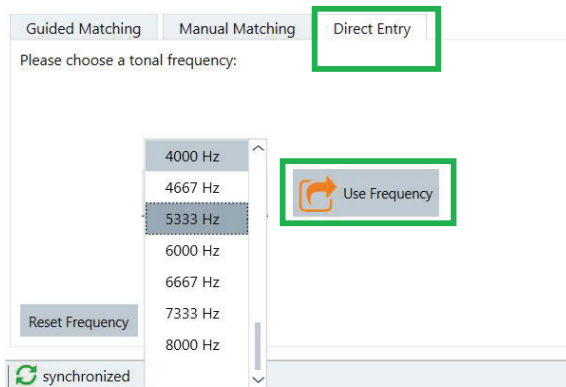 Guided Matching
Manual Matching
Direct Entry
Please choose a tonal frequency:
4000 Hz
4667 Hz
5333 Hz
6000 Hz
6667 Hz
7333 Hz
8000 Hz
Use Frequency
Reset Frequency
synchronized